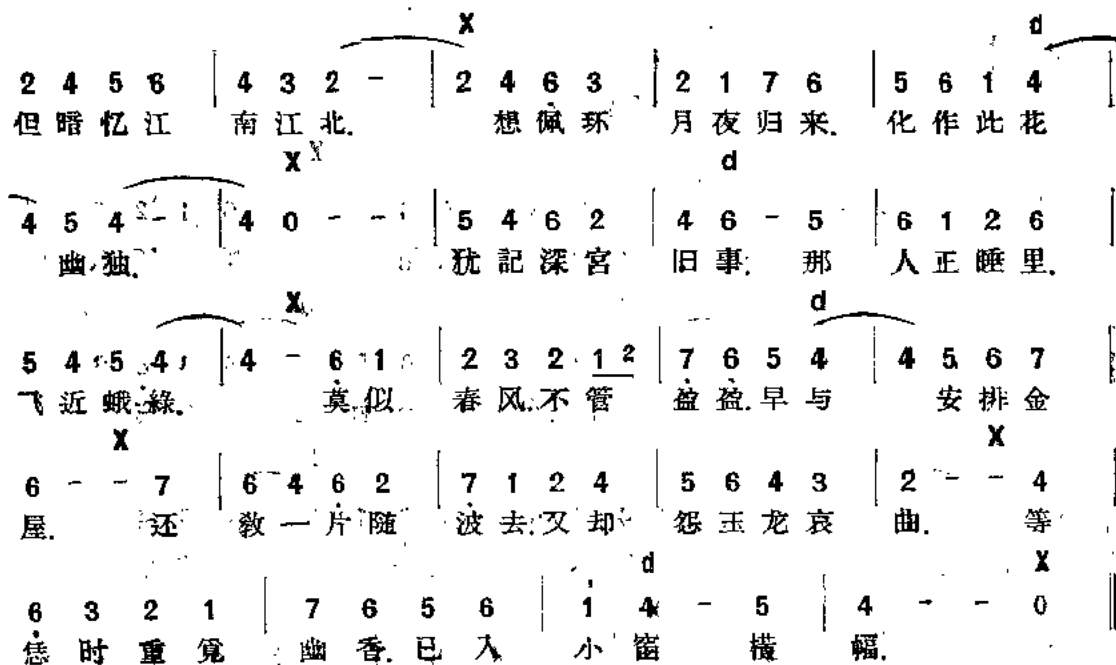 X d
2 4 5 6 | 4 3 2 - | 2 4 6 3 | 2 1 7 6 | 5 6 1 4
但暗忆江 南江北. 想佩环 月夜归来. 化作此花
X d
4 5 4 - | 4 0 - - | 5 4 6 2 | 4 6 - 5 | 6 1 2 6
幽独. 犹記深宮 旧事. 那 人正睡里.
X d
5 4 5 4 | 4 - 6 1 | 2 3 2 1 2 | 7 6 5 4 | 4 5 6 7
飞近蛾綠. 莫似 春风.不管 盈盈.早与 安排金
X X
6 - - 7 | 6 4 6 2 | 7 1 2 4 | 5 6 4 3 | 2 - - 4
屋. 还 敎一片随 波去.又却 怨玉龙哀 曲. 等
d X
6 3 2 1 | 7 6 5 6 | 1 4 - 5 | 4 - - 0
恁时重覓 幽香.已入 小窗 橫 幅.